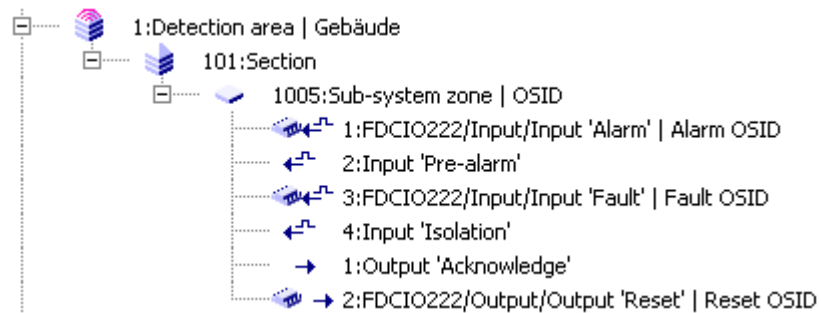 1:Detection area | Gebäude
101:Section
1005:Sub-system zone | OSID
1:FDCIO222/Input/Input 'Alarm' | Alarm OSID
2:Input 'Pre-alarm'
3:FDCIO222/Input/Input 'Fault' | Fault OSID
4:Input 'Isolation'
1:Output 'Acknowledge'
2:FDCIO222/Output/Output 'Reset' | Reset OSID